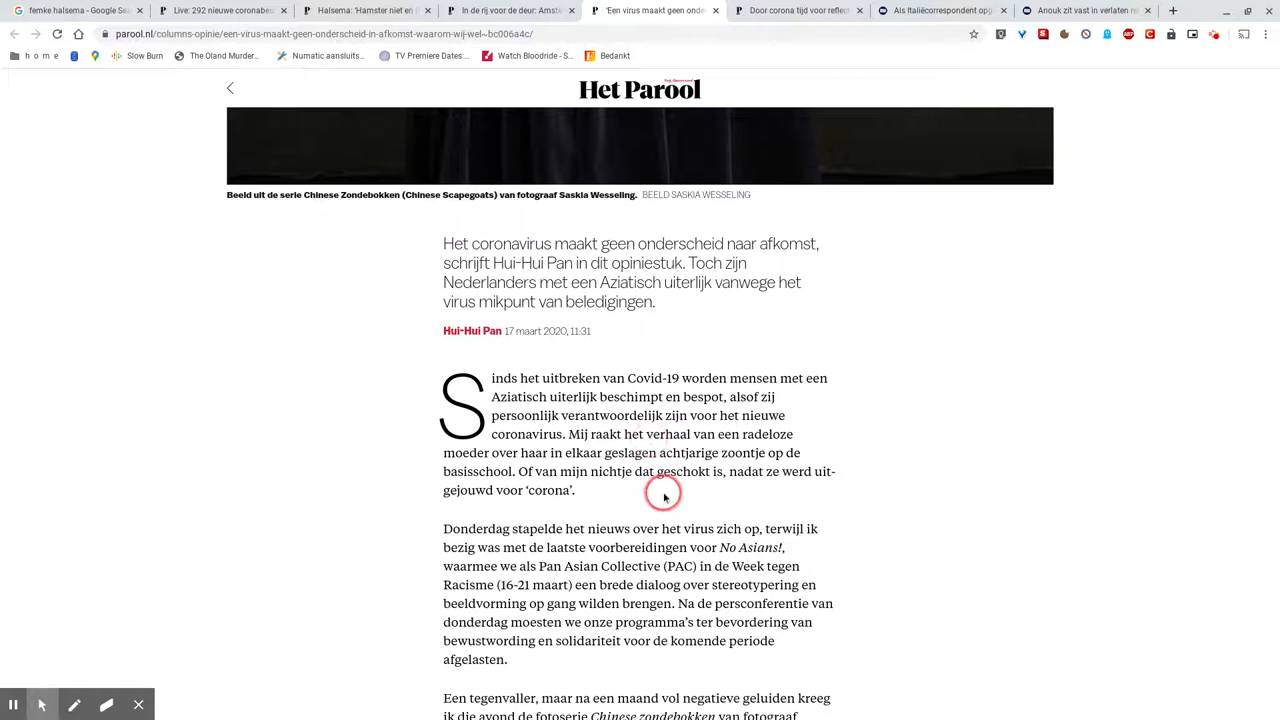 femke halsema - Google Sea
Live: 292 nieuwe coronabes
Halsema: 'Hamster niet en
In de rij voor de deur: Amste
'Een virus maakt geen onde
Door corona tijd voor reflec
Als Italiëcorrespondent opg
Anouk zit vast in verlaten re
parool.nl/columns-opinie/een-virus-maakt-geen-onderscheid-in-afkomst-waarom-wij-wel~bc006a4c/
h o m e
Slow Burn
The Oland Murder...
Numatic aansluits...
TV Premiere Dates:...
Watch Bloodride - S...
Bedankt
Het Parool
Beeld uit de serie Chinese Zondebokken (Chinese Scapegoats) van fotograaf Saskia Wesseling. BEELD SASKIA WESSELING
Het coronavirus maakt geen onderscheid naar afkomst,
schrijft Hui-Hui Pan in dit opiniestuk. Toch zijn
Nederlanders met een Aziatisch uiterlijk vanwege het
virus mikpunt van beledigingen.
Hui-Hui Pan 17 maart 2020, 11:31
Sinds het uitbreken van Covid-19 worden mensen met een
Aziatisch uiterlijk beschimpt en bespot, alsof zij
persoonlijk verantwoordelijk zijn voor het nieuwe
coronavirus. Mij raakt het verhaal van een radeloze
moeder over haar in elkaar geslagen achtjarige zoontje op de
basisschool. Of van mijn nichtje dat geschokt is, nadat ze werd uit-
gejouwd voor ‘corona’.
Donderdag stapelde het nieuws over het virus zich op, terwijl ik
bezig was met de laatste voorbereidingen voor No Asians!,
waarmee we als Pan Asian Collective (PAC) in de Week tegen
Racisme (16-21 maart) een brede dialoog over stereotypering en
beeldvorming op gang wilden brengen. Na de persconferentie van
donderdag moesten we onze programma’s ter bevordering van
bewustwording en solidariteit voor de komende periode
afgelasten.
Een tegenvaller, maar na een maand vol negatieve geluiden kreeg
ik die avond de fotoserie Chinese zondebokken van fotograaf